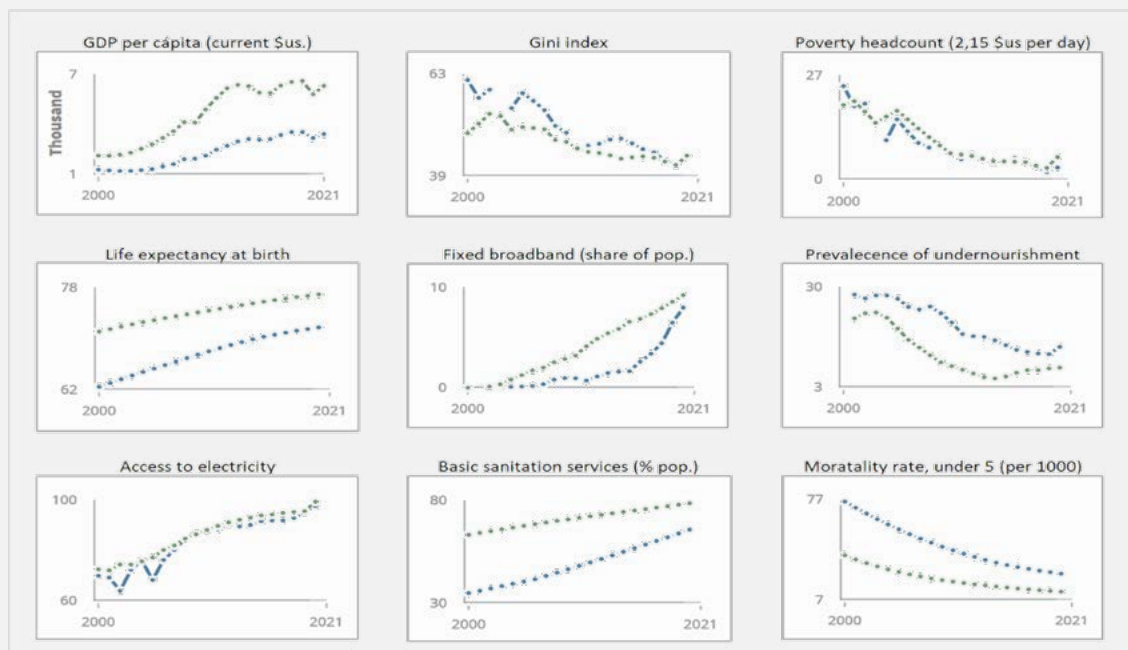 GDP per cápita (current $us.)
7
Thousand
1
2000 2021
Gini index
63
39
2000 2021
Poverty headcount (2,15 $us per day)
27
0
2000 2021
Life expectancy at birth
78
62
2000 2021
Fixed broadband (share of pop.)
10
0
2000 2021
Prevalecence of undernourishment
30
3
2000 2021
Access to electricity
100
60
2000 2021
Basic sanitation services (% pop.)
80
30
2000 2021
Moratality rate, under 5 (per 1000)
77
7
2000 2021